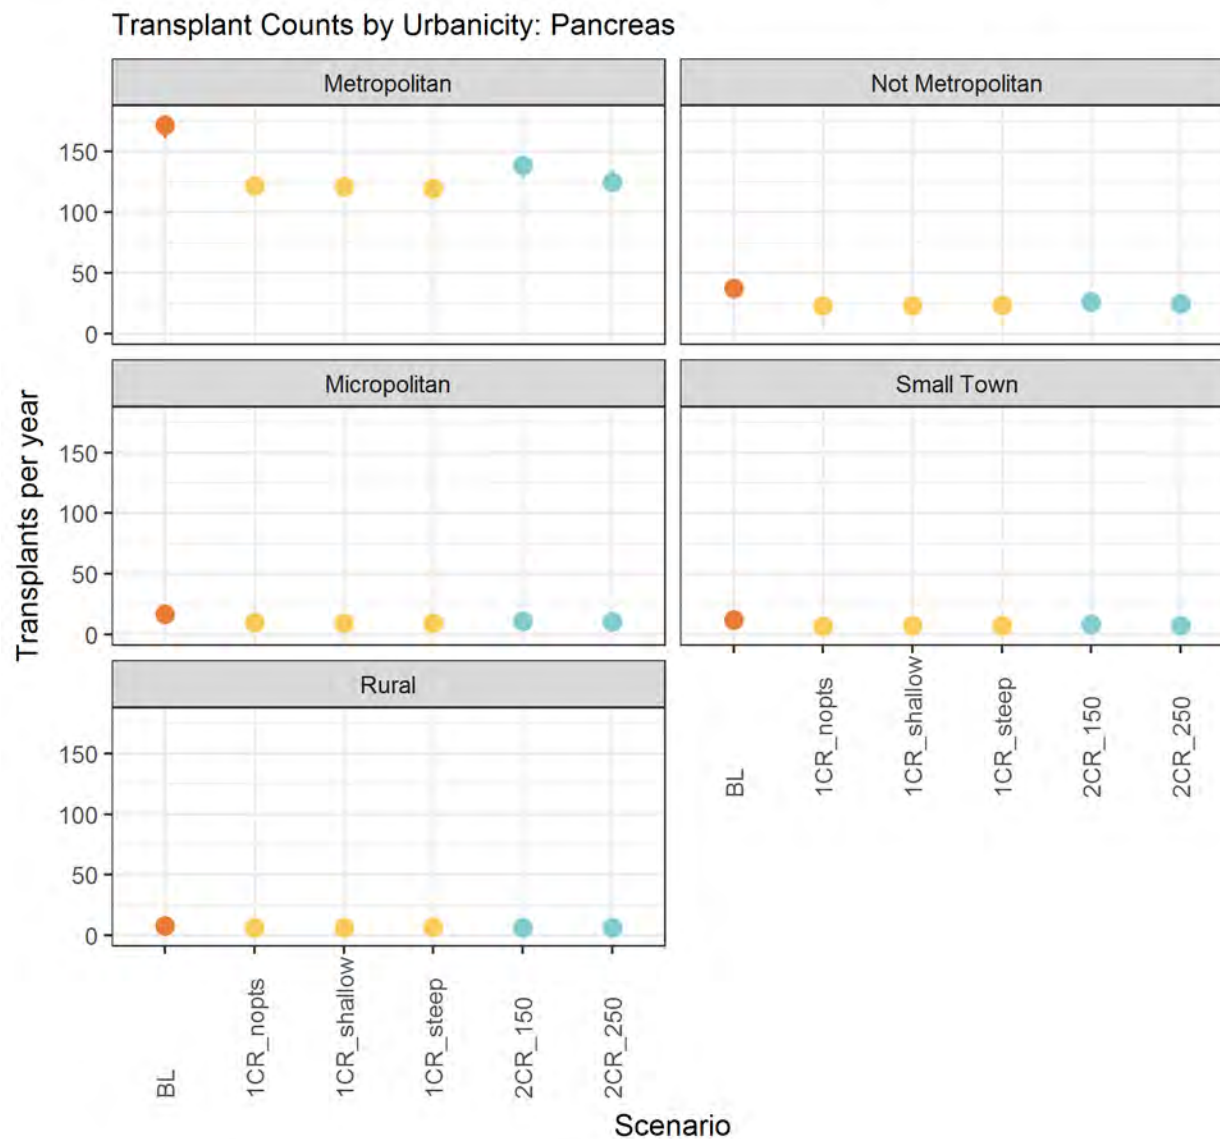 Transplant Counts by Urbanicity: Pancreas
Metropolitan
Not Metropolitan
150
100
50
0
Micropolitan
Small Town
150
100
50
0
Rural
150
100
50
0
BL
1CR_nopts
1CR_shallow
1CR_steep
2CR_150
2CR_250
BL
1CR_nopts
1CR_shallow
1CR_steep
2CR_150
2CR_250
Transplants per year
Scenario